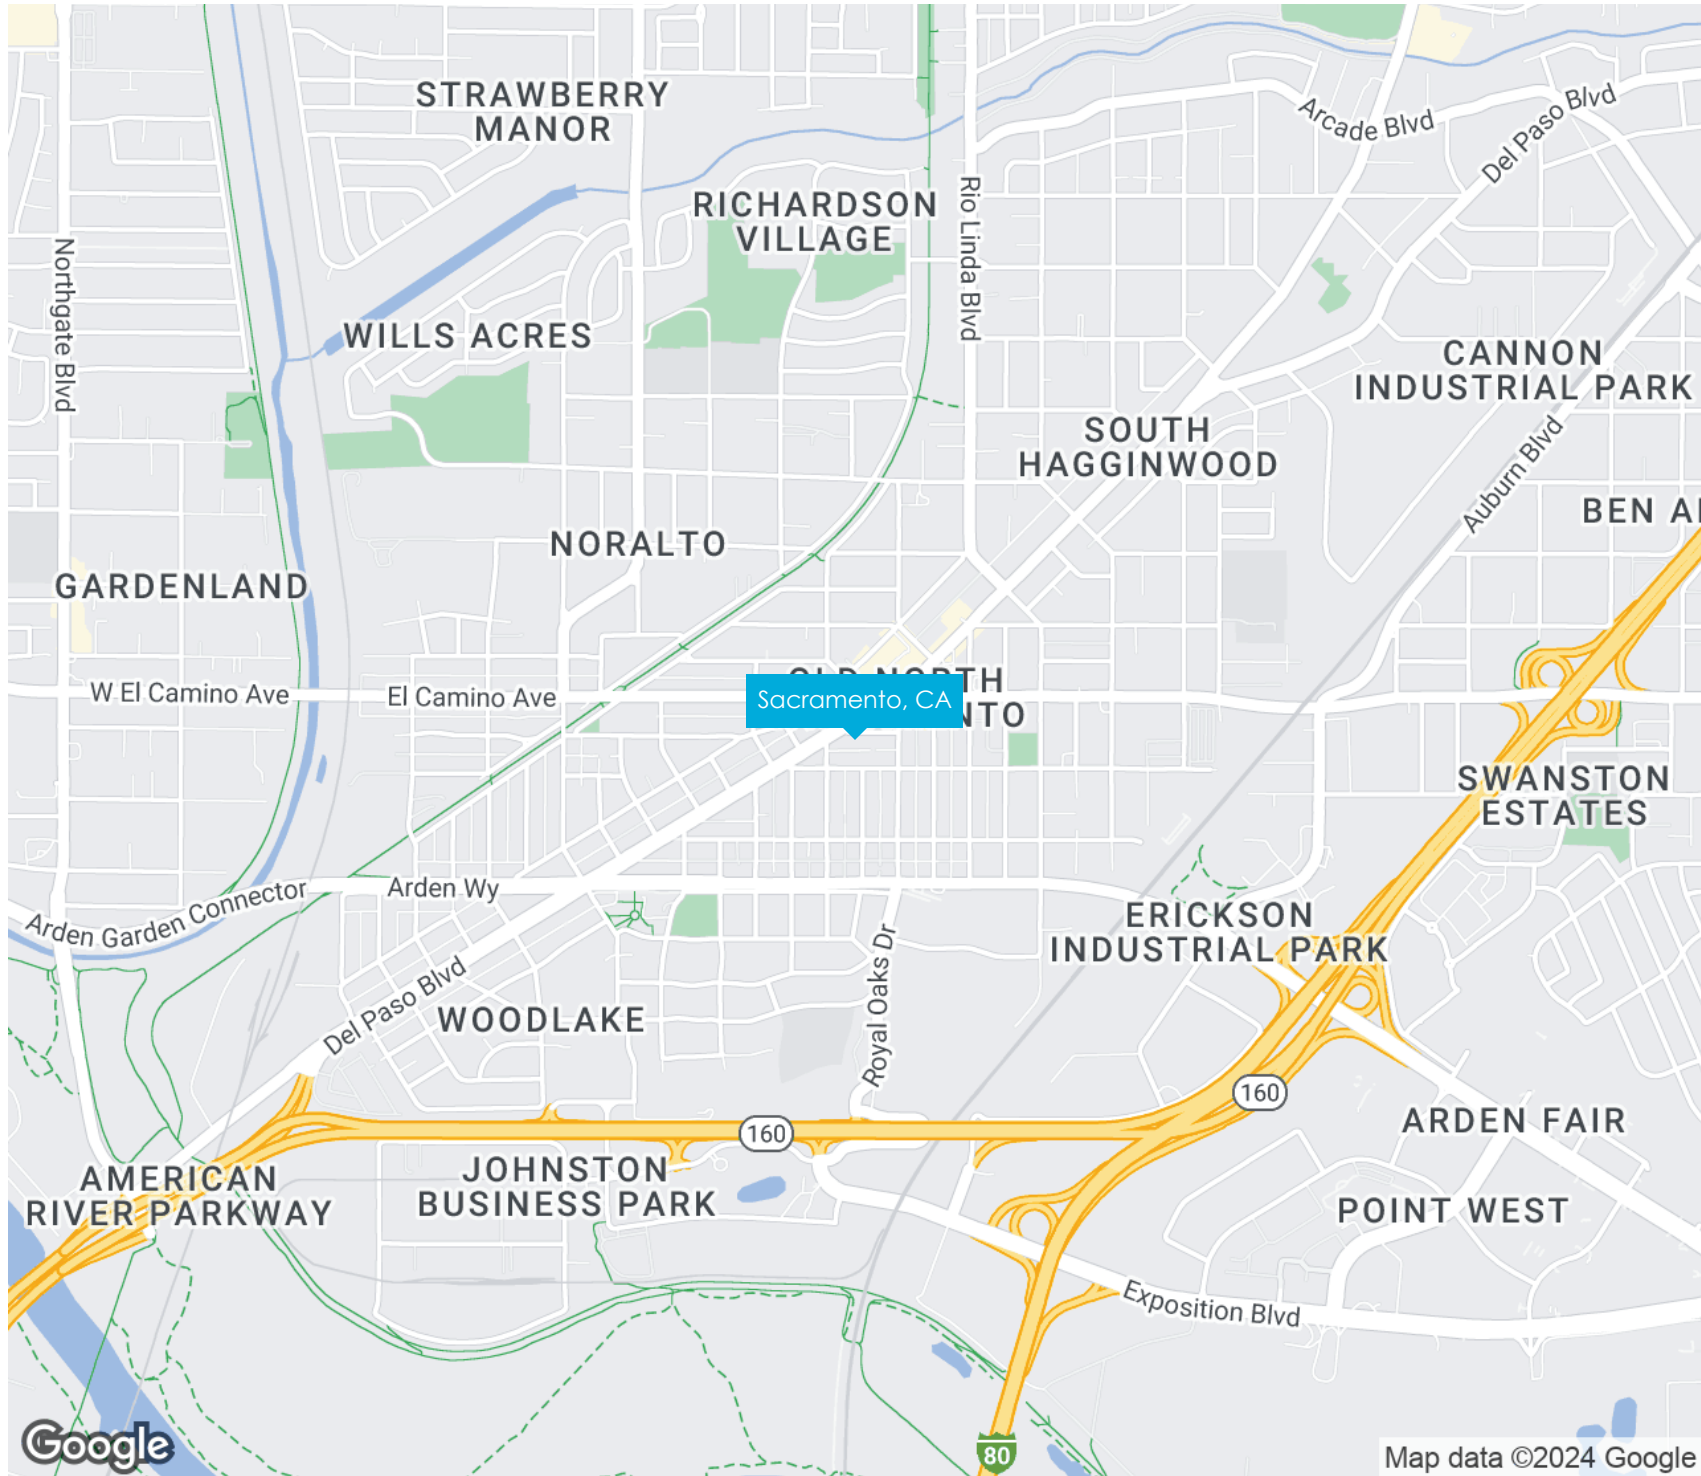 STRAWBERRY
MANOR
Arcade Blvd
Del Paso Blvd
RICHARDSON
VILLAGE
Rio Linda Blvd
Northgate Blvd
WILLS ACRES
CANNON
INDUSTRIAL PARK
SOUTH
HAGGINWOOD
Auburn Blvd
BEN
NORALTO
GARDENLAND
OLD NORTH
W El Camino Ave
El Camino Ave
Sacramento, CA
SWANSTON
ESTATES
Arden Wy
Arden Garden Connector
ERICKSON
INDUSTRIAL PARK
Royal Oaks Dr
Del Paso Blvd
WOODLAKE
160
160
ARDEN FAIR
AMERICAN
RIVER PARKWAY
JOHNSTON
BUSINESS PARK
POINT WEST
Exposition Blvd
Google
80
Map data ©2024 Google